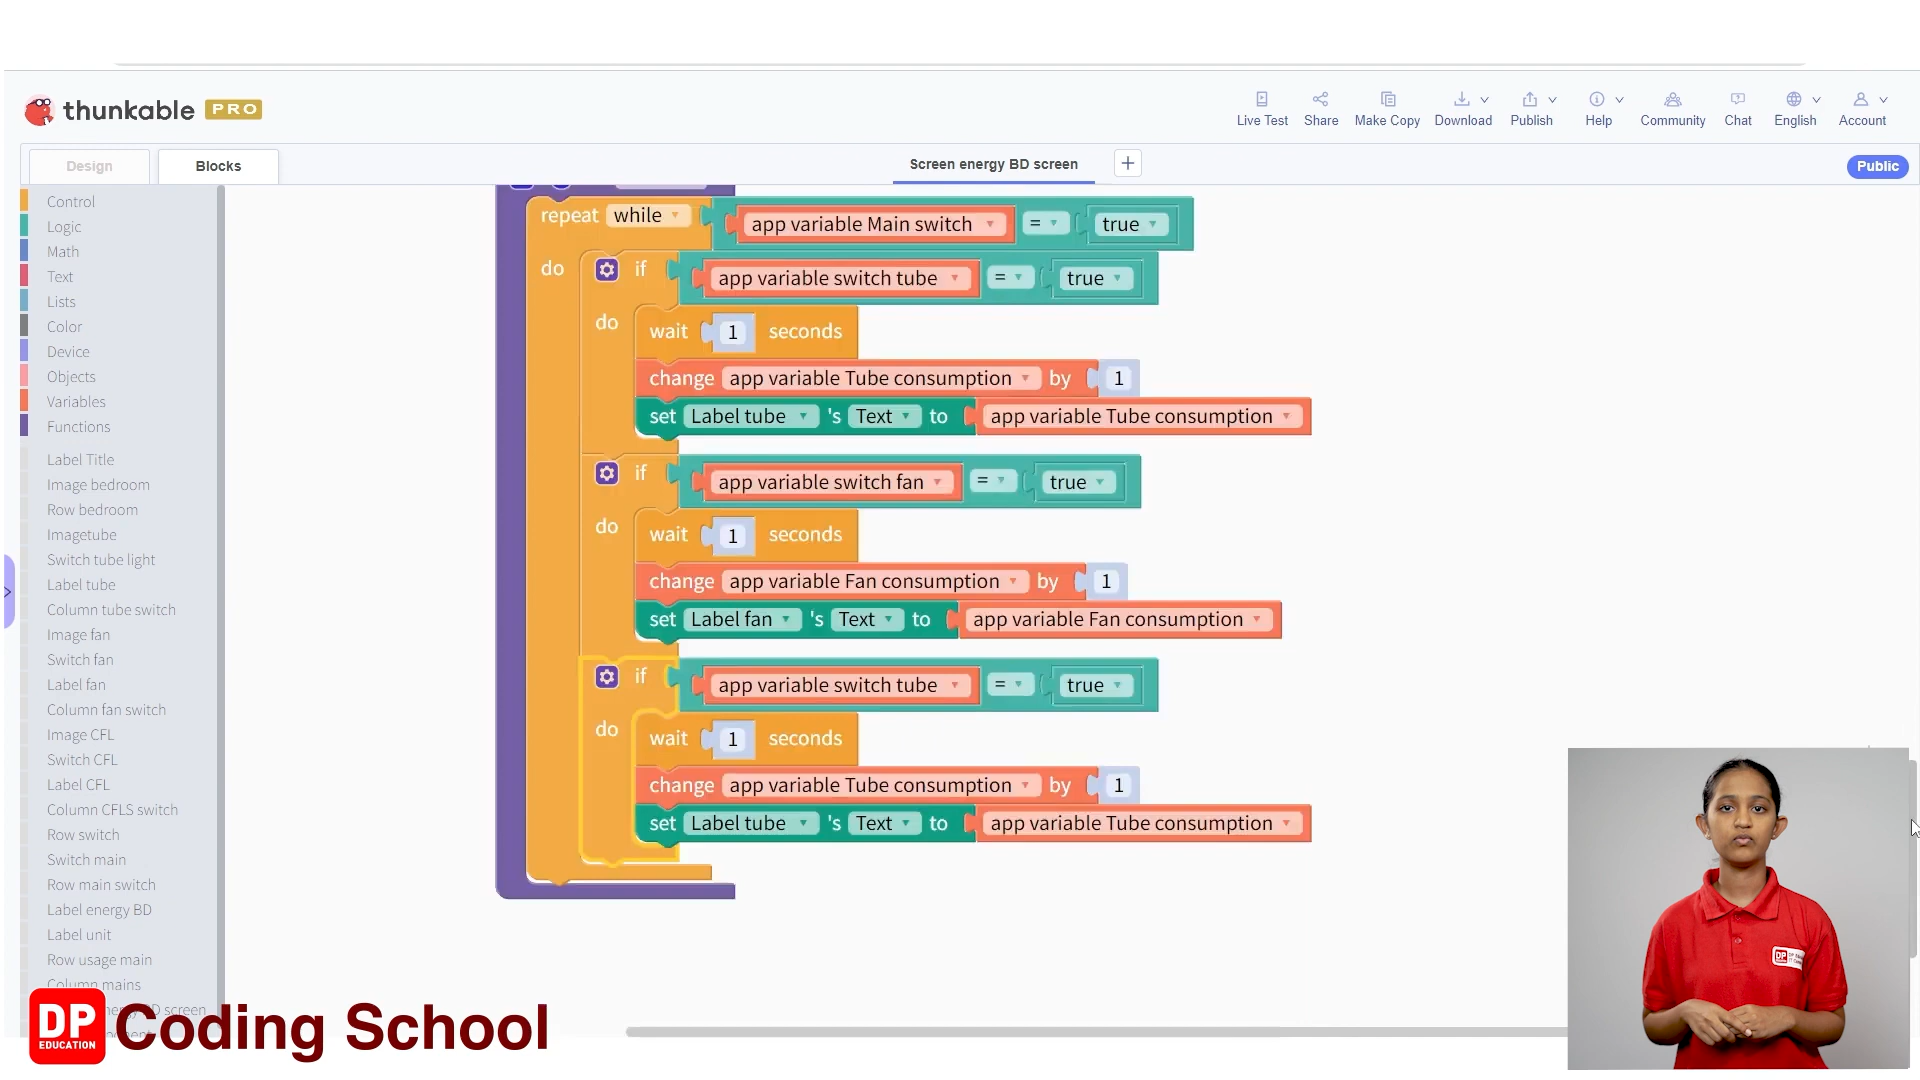 thunkable PRO
Live Test Share Make Copy Download Publish Help Community Chat English Account
Design Blocks Screen energy BD screen + Public
Control
Logic
Math
Text
Lists
Color
Device
Objects
Variables
Functions
Label Title
Image bedroom
Row bedroom
Imagetube
Switch tube light
Label tube
Column tube switch
Image fan
Switch fan
Label fan
Column fan switch
Image CFL
Switch CFL
Label CFL
Column CFLS switch
Row switch
Switch main
Row main switch
Label energy BD
Label unit
Row usage main
Column mains
screen
repeat while app variable Main switch = true
do if app variable switch tube = true
do wait 1 seconds
change app variable Tube consumption by 1
set Label tube 's Text to app variable Tube consumption
if app variable switch fan = true
do wait 1 seconds
change app variable Fan consumption by 1
set Label fan 's Text to app variable Fan consumption
if app variable switch tube = true
do wait 1 seconds
change app variable Tube consumption by 1
set Label tube 's Text to app variable Tube consumption
DP
EDUCATION
Coding School
DP